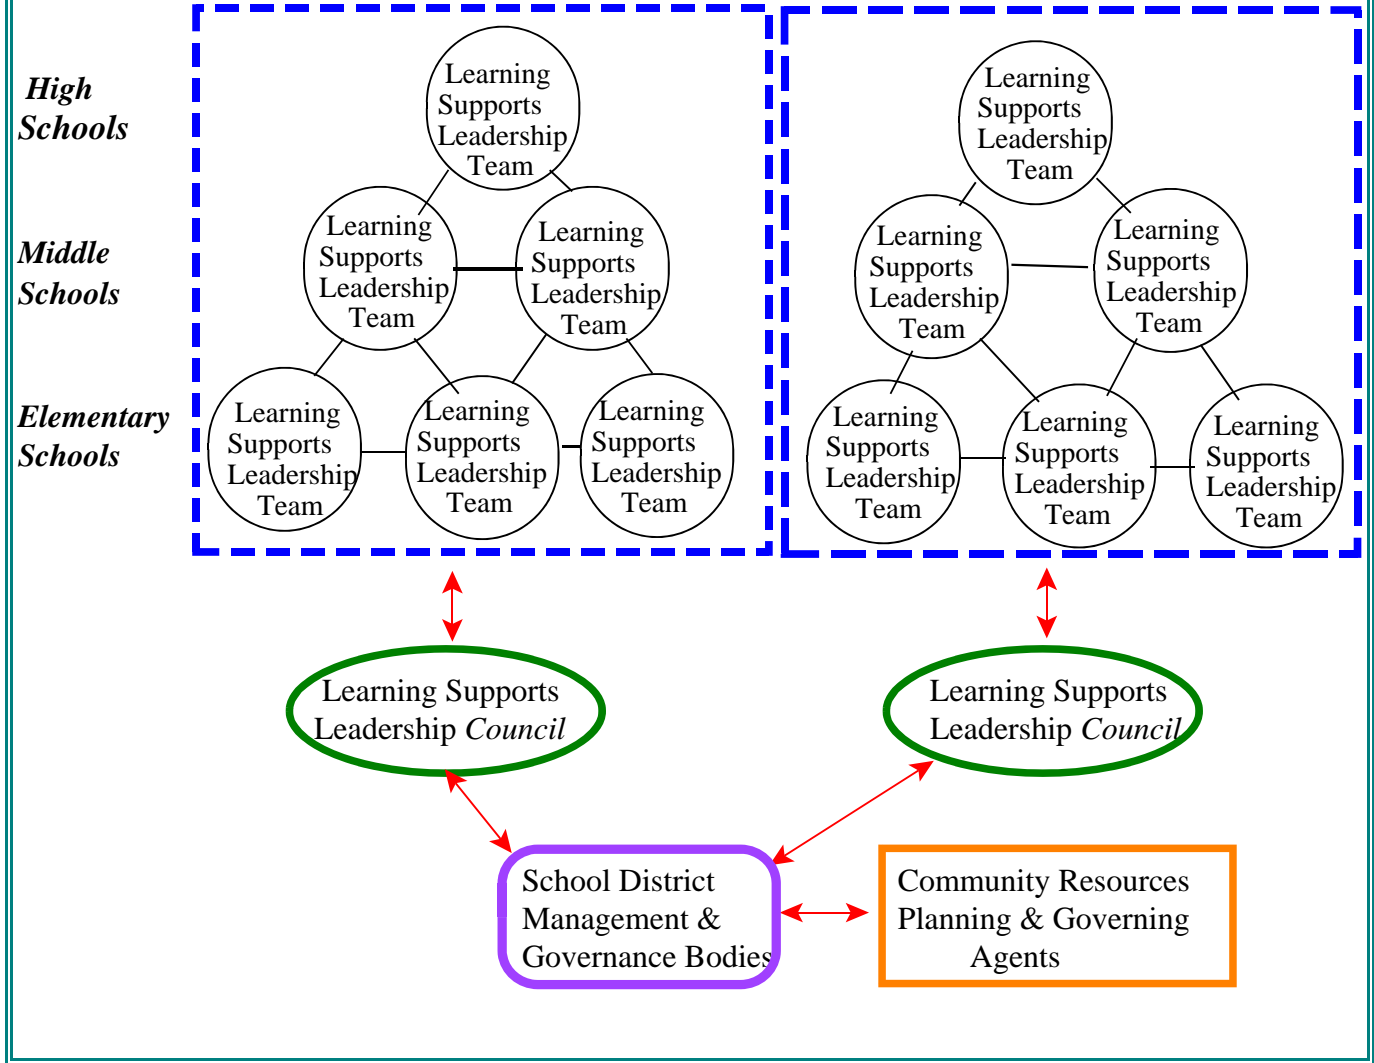 High
Schools
Learning
Supports
Leadership
Team
Learning
Supports
Leadership
Team
Middle
Schools
Learning
Supports
Leadership
Team
Learning
Supports
Leadership
Team
Learning
Supports
Leadership
Team
Learning
Supports
Leadership
Team
Elementary
Schools
Learning
Supports
Leadership
Team
Learning
Supports
Leadership
Team
Learning
Supports
Leadership
Team
Learning
Supports
Leadership
Team
Learning
Supports
Leadership
Team
Learning
Supports
Leadership
Team
Learning Supports
Leadership Council
Learning Supports
Leadership Council
School District
Management &
Governance Bodies
Community Resources
Planning & Governing
Agents